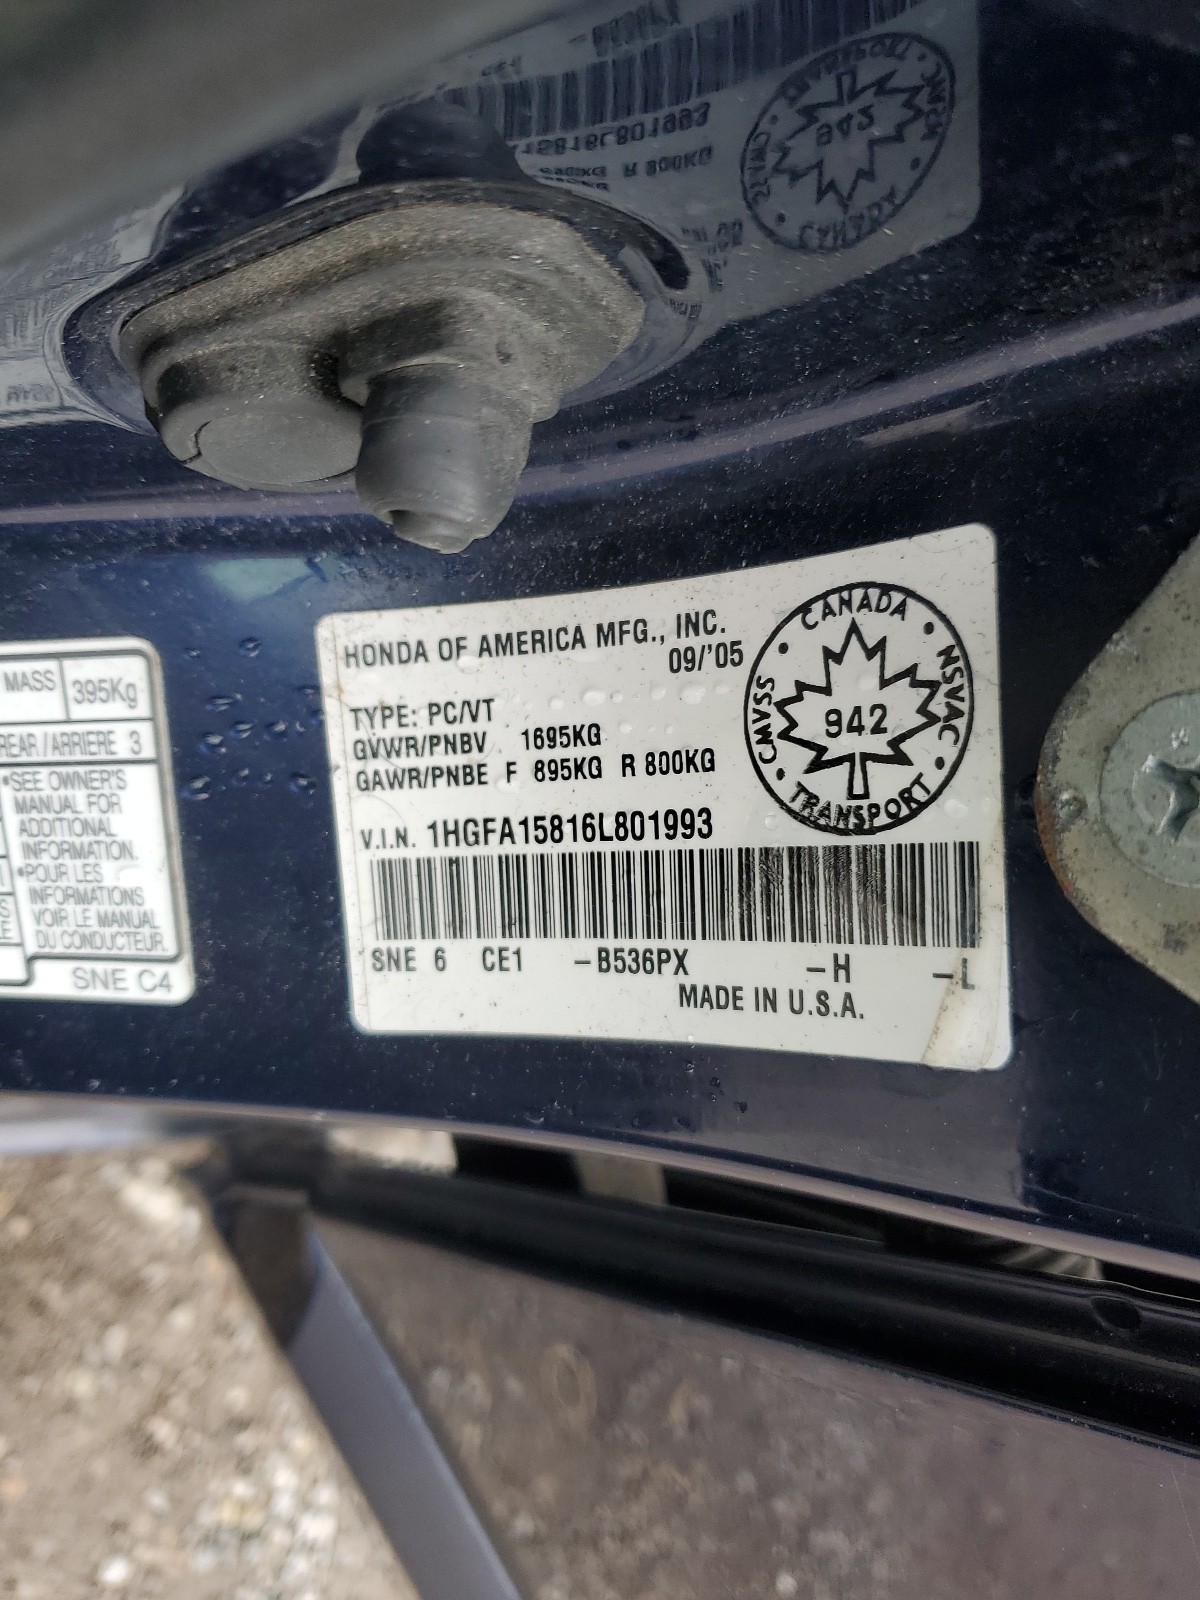 MASS 395Kg
REAR/ARRIERE 3
•SEE OWNER'S
MANUAL FOR
ADDITIONAL
INFORMATION.
•POUR LES
INFORMATIONS
VOIR LE MANUAL
DU CONDUCTEUR.
SNE C4
HONDA OF AMERICA MFG., INC.
09/'05
TYPE: PC/VT
GVWR/PNBV 1695KG
GAWR/PNBE F 895KG R 800KG
V.I.N. 1HGFA15816L801993
SNE 6 CE1 -B536PX -H -L
MADE IN U.S.A.
CANADA • NSVAC • TRANSPORT • CMVSS •
942